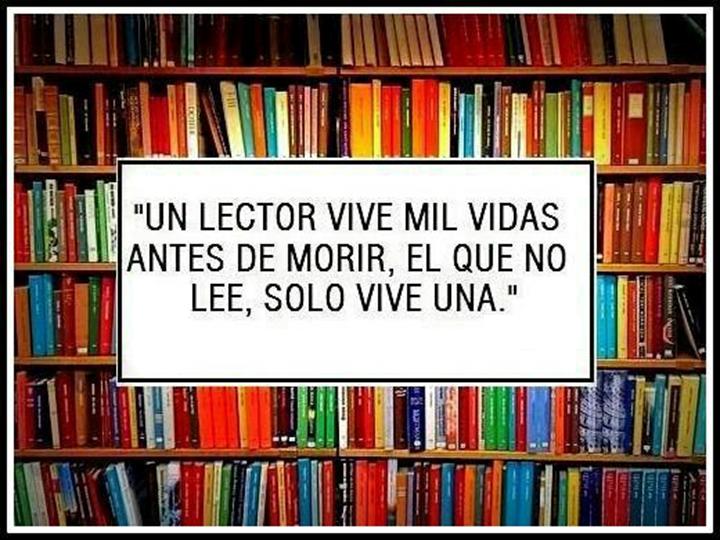 "UN LECTOR VIVE MIL VIDAS
ANTES DE MORIR, EL QUE NO
LEE, SOLO VIVE UNA."